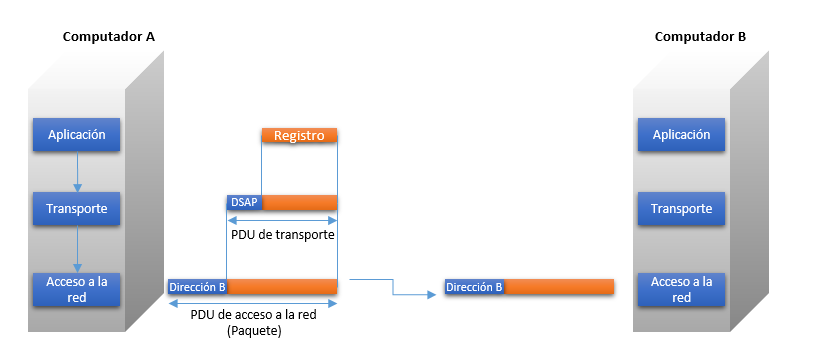 Computador A
Computador B
Aplicación
Registro
Aplicación
Transporte
DSAP
Transporte
PDU de transporte
Acceso a la
red
Dirección B
Dirección B
Acceso a la
red
PDU de acceso a la red
(Paquete)